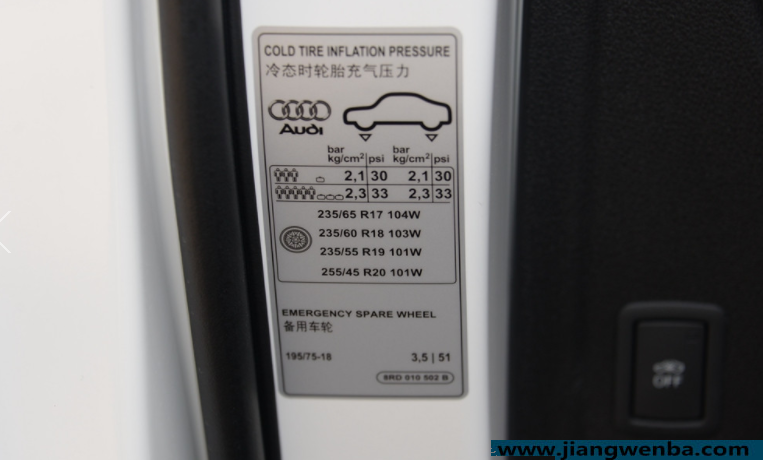 COLD TIRE INFLATION PRESSURE
冷态时轮胎充气压力
Audi
bar bar
kg/cm² psi kg/cm² psi
2,1 30 2,1 30
2,3 33 2,3 33
235/65 R17 104W
235/60 R18 103W
235/55 R19 101W
255/45 R20 101W
EMERGENCY SPARE WHEEL
备用车轮
195/75-18 3,5 | 51
8RD 010 502 B
OFF
www.jiangwenba.com